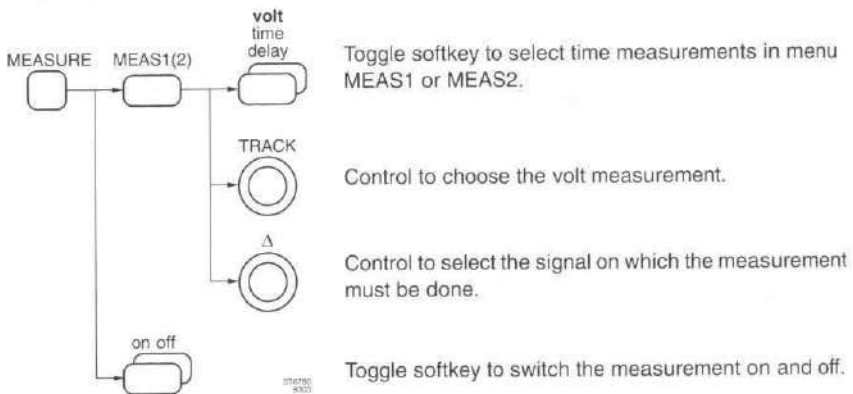 volt
time
delay
MEASURE
MEAS1(2)
Toggle softkey to select time measurements in menu
MEAS1 or MEAS2.
TRACK
Control to choose the volt measurement.
Δ
Control to select the signal on which the measurement
must be done.
on off
Toggle softkey to switch the measurement on and off.